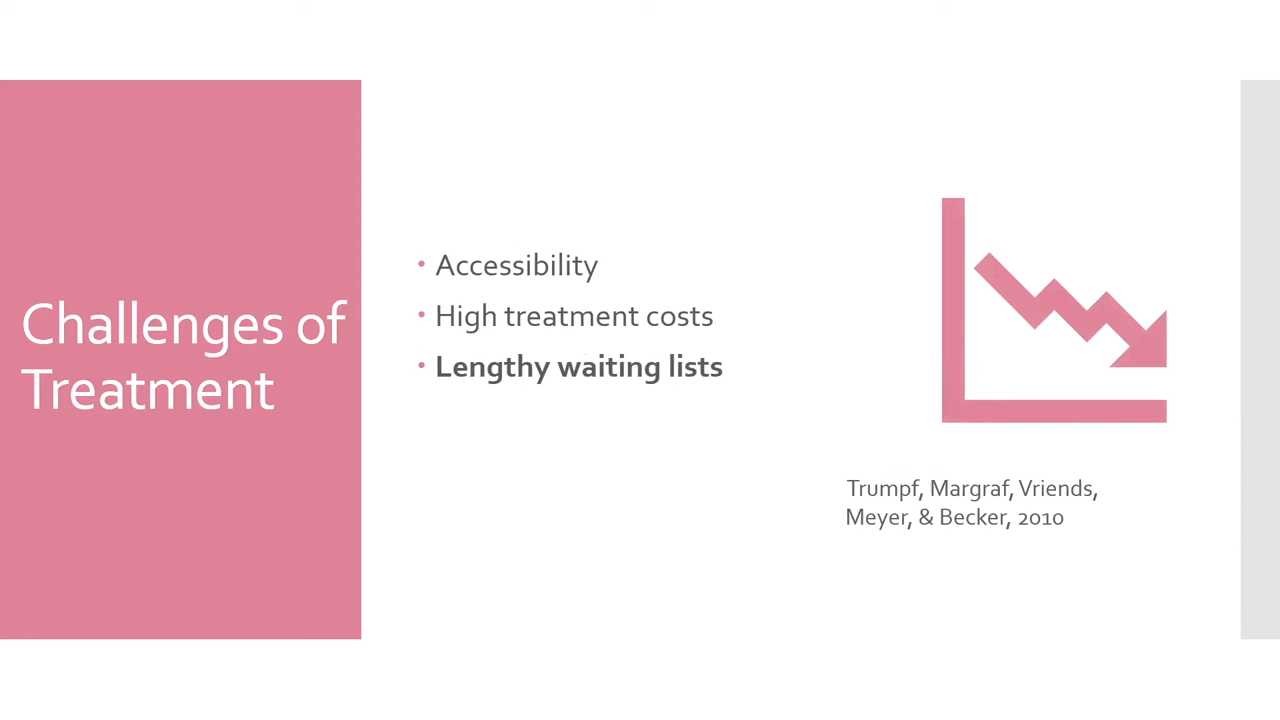 Challenges of
Treatment
• Accessibility
• High treatment costs
• Lengthy waiting lists
Trumpf, Margraf, Vriends,
Meyer, & Becker, 2010